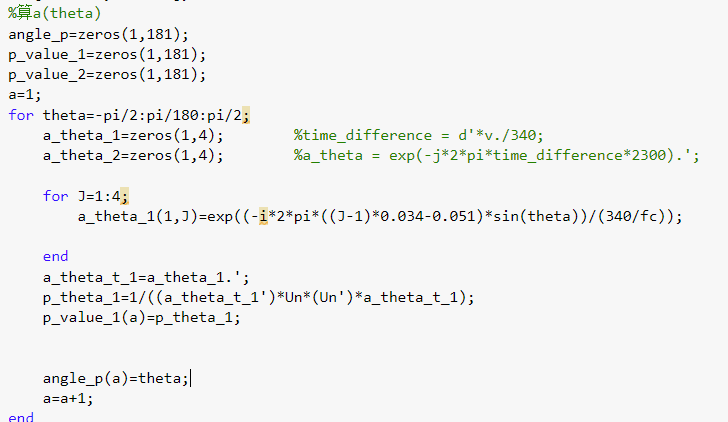 %算a(theta)
angle_p=zeros(1,181);
p_value_1=zeros(1,181);
p_value_2=zeros(1,181);
a=1;
for theta=-pi/2:pi/180:pi/2;
    a_theta_1=zeros(1,4);        %time_difference = d'*v./340;
    a_theta_2=zeros(1,4);        %a_theta = exp(-j*2*pi*time_difference*2300).';
    for J=1:4;
        a_theta_1(1,J)=exp((-i*2*pi*((J-1)*0.034-0.051)*sin(theta))/(340/fc));
    end
    a_theta_t_1=a_theta_1.';
    p_theta_1=1/((a_theta_t_1')*Un*(Un')*a_theta_t_1);
    p_value_1(a)=p_theta_1;
    angle_p(a)=theta;
    a=a+1;
end